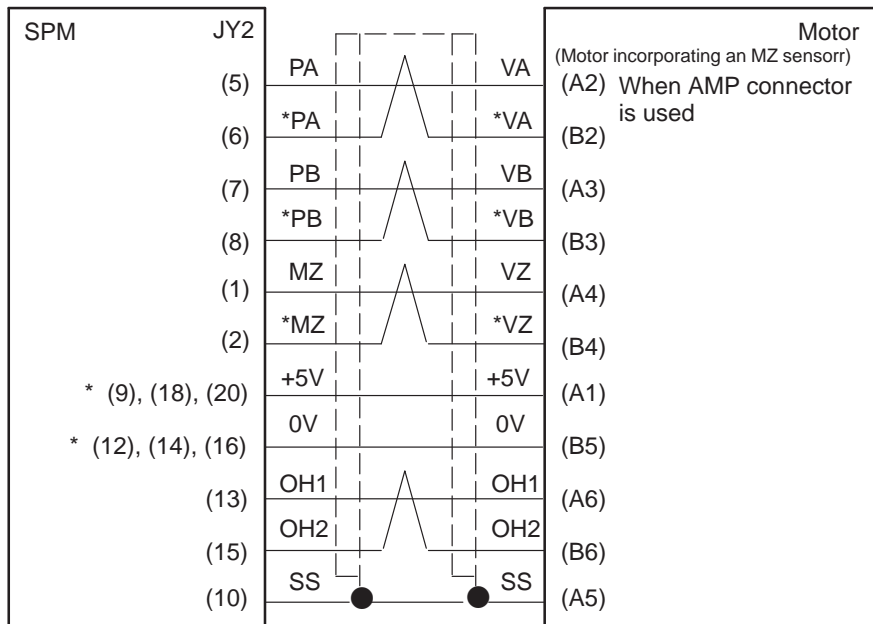 SPM JY2 Motor
(Motor incorporating an MZ sensorr)
(5) PA VA (A2) When AMP connector
is used
(6) *PA *VA (B2)
(7) PB VB (A3)
(8) *PB *VB (B3)
(1) MZ VZ (A4)
(2) *MZ *VZ (B4)
* (9), (18), (20) +5V +5V (A1)
* (12), (14), (16) 0V 0V (B5)
(13) OH1 OH1 (A6)
(15) OH2 OH2 (B6)
(10) SS SS (A5)